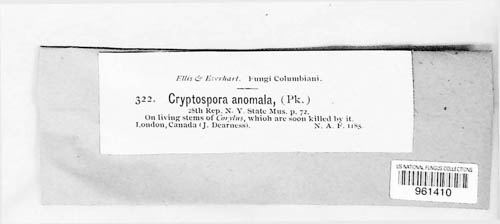 Ellis & Everhart. Fungi Columbiani.
322. Cryptospora anomala, (Pk.)
28th Rep. N. Y. State Mus. p. 72.
On living stems of Corylus, which are soon killed by it.
London, Canada (J. Dearness). N. A. F. 1185.
US NATIONAL FUNGUS COLLECTIONS
961410